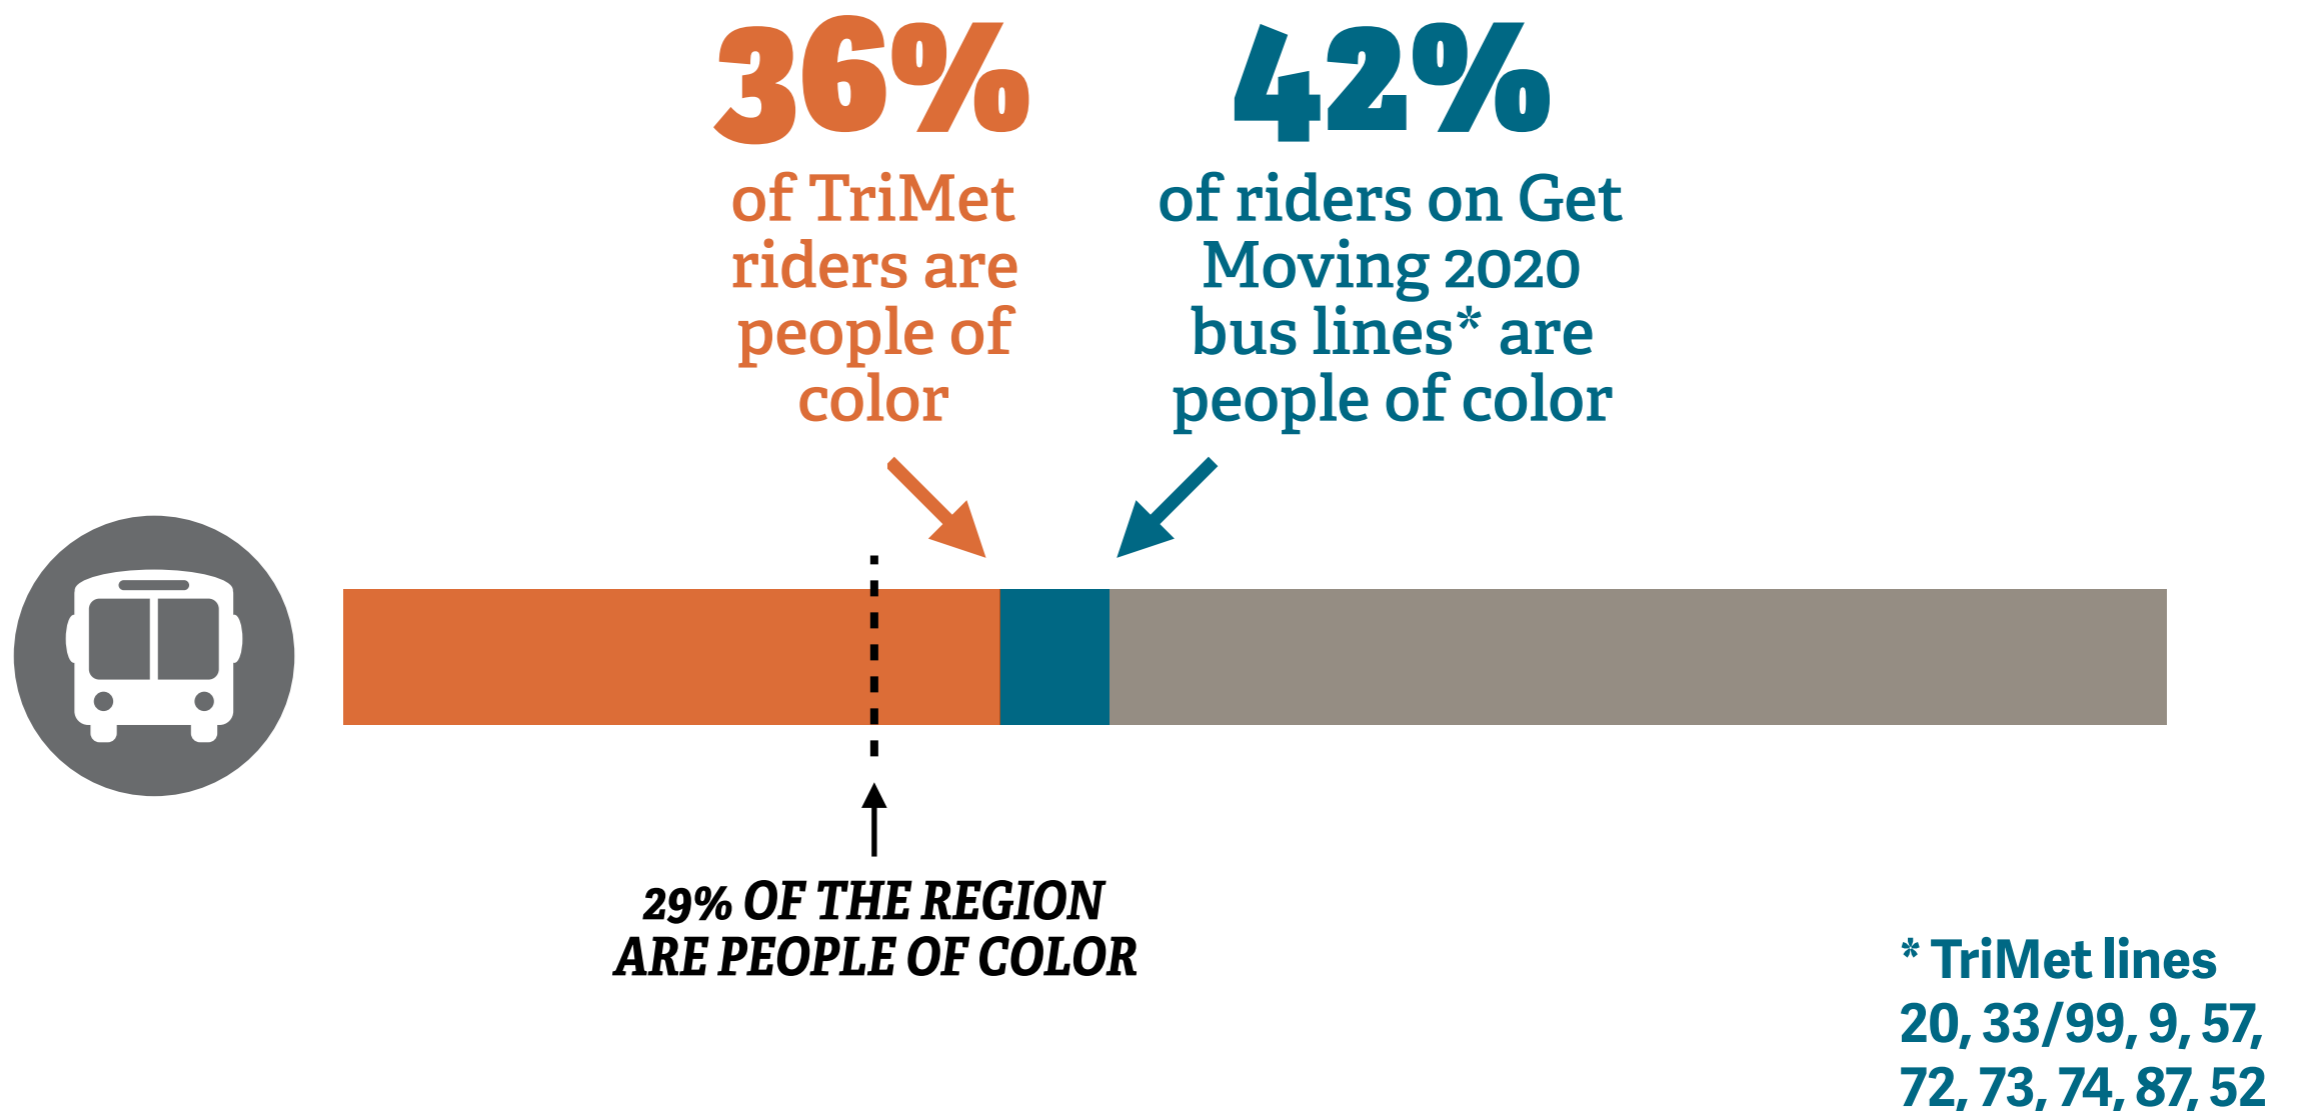 36%
of TriMet
riders are
people of
color
42%
of riders on Get
Moving 2020
bus lines* are
people of color
29% OF THE REGION
ARE PEOPLE OF COLOR
* TriMet lines
20, 33/99, 9, 57,
72, 73, 74, 87, 52